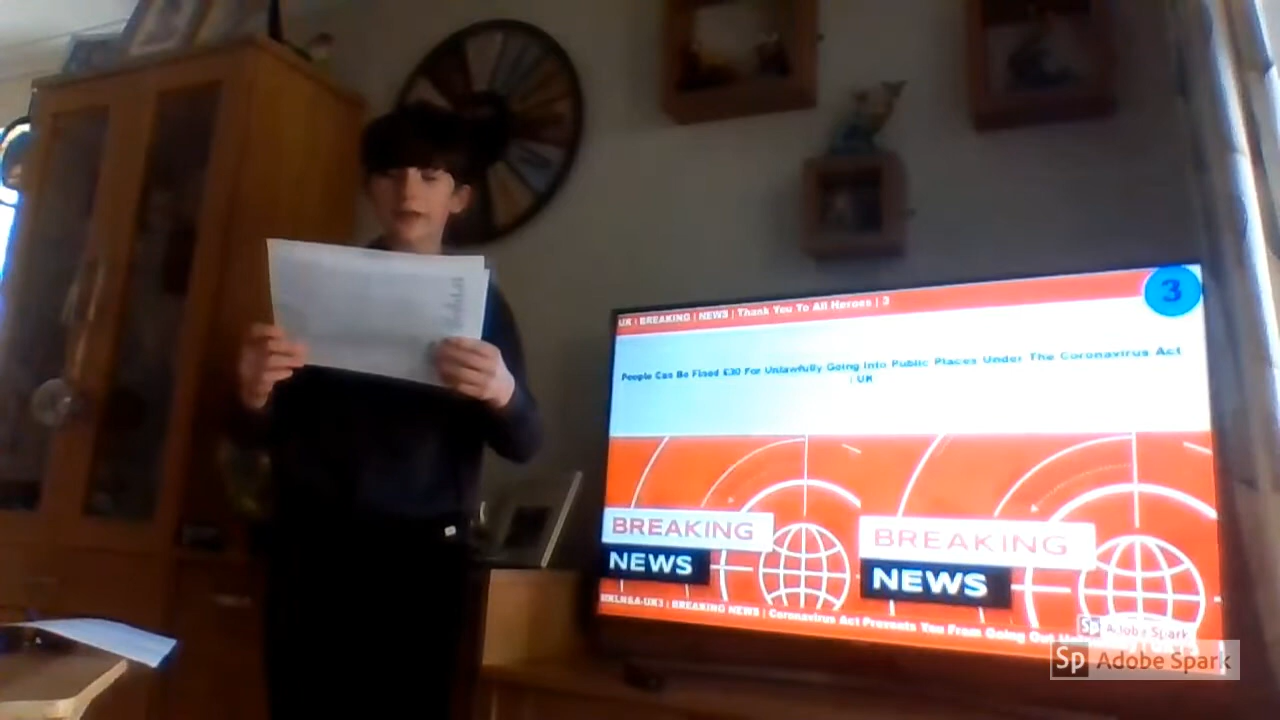 3
UK | BREAKING | NEWS | Thank You To All Heroes | 3
People Can Be Fined £30 For Unlawfully Going Into Public Places Under The Coronavirus Act
| UK
BREAKING
NEWS
BREAKING
NEWS
BREAKING NEWS | Coronavirus Act Prevents You From Going Out
Sp Adobe Spark
Sp Adobe Spark